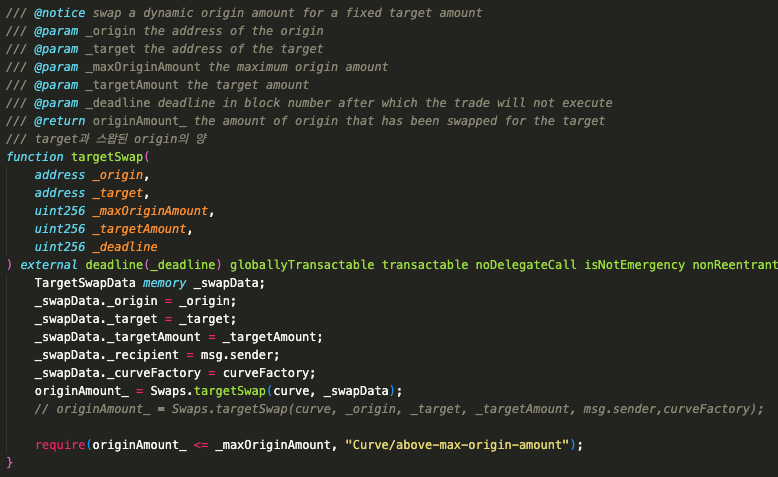 /// @notice swap a dynamic origin amount for a fixed target amount
/// @param _origin the address of the origin
/// @param _target the address of the target
/// @param _maxOriginAmount the maximum origin amount
/// @param _targetAmount the target amount
/// @param _deadline deadline in block number after which the trade will not execute
/// @return originAmount_ the amount of origin that has been swapped for the target
/// target과 스왑된 origin의 양
function targetSwap(
    address _origin,
    address _target,
    uint256 _maxOriginAmount,
    uint256 _targetAmount,
    uint256 _deadline
) external deadline(_deadline) globallyTransactable transactable noDelegateCall isNotEmergency nonReentrant
    TargetSwapData memory _swapData;
    _swapData._origin = _origin;
    _swapData._target = _target;
    _swapData._targetAmount = _targetAmount;
    _swapData._recipient = msg.sender;
    _swapData._curveFactory = curveFactory;
    originAmount_ = Swaps.targetSwap(curve, _swapData);
    // originAmount_ = Swaps.targetSwap(curve, _origin, _target, _targetAmount, msg.sender,curveFactory);

    require(originAmount_ <= _maxOriginAmount, "Curve/above-max-origin-amount");
}